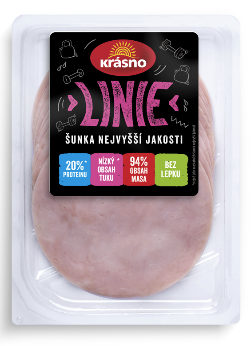 Krásno
LINIE
ŠUNKA NEJVYŠŠÍ JAKOSTI
20%*
PROTEINU
NÍZKÝ*
OBSAH
TUKU
94%
OBSAH
MASA
BEZ
LEPKU